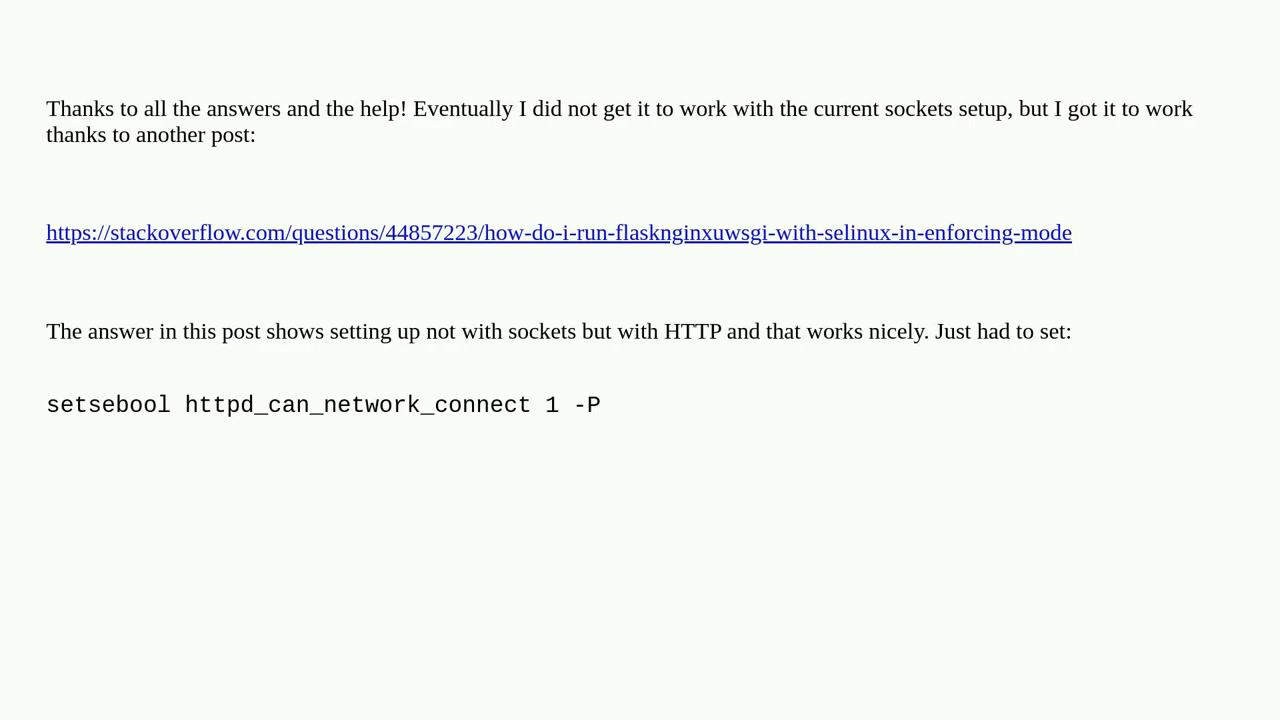 Thanks to all the answers and the help! Eventually I did not get it to work with the current sockets setup, but I got it to work
thanks to another post:
https://stackoverflow.com/questions/44857223/how-do-i-run-flasknginxuwsgi-with-selinux-in-enforcing-mode
The answer in this post shows setting up not with sockets but with HTTP and that works nicely. Just had to set:
setsebool httpd_can_network_connect 1 -P